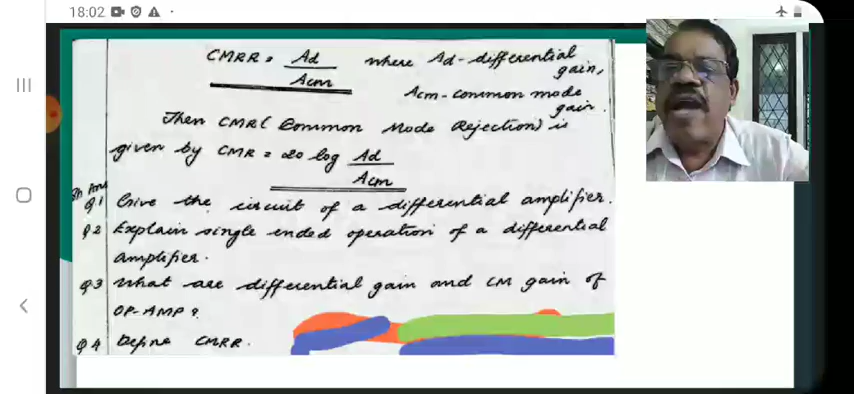 18:02
CMRR = Ad / Acm where Ad - differential gain,
Acm - common mode gain.
Then CMR( Common Mode Rejection) is
given by CMR = 20 log Ad / Acm
Q1 Give the circuit of a differential amplifier.
Q2 Explain single ended operation of a differential
amplifier.
Q3 What are differential gain and CM gain of
OP-AMP ?
Q4 Define CMRR.